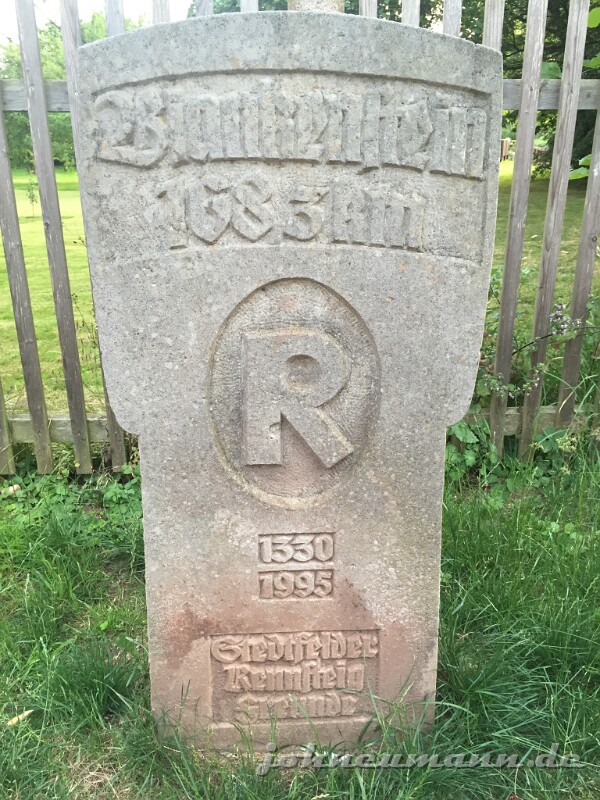 Blankenstein
168,3 km
R
1330
1995
Stedtfelder
Rennsteig
Freunde
johneumann.de